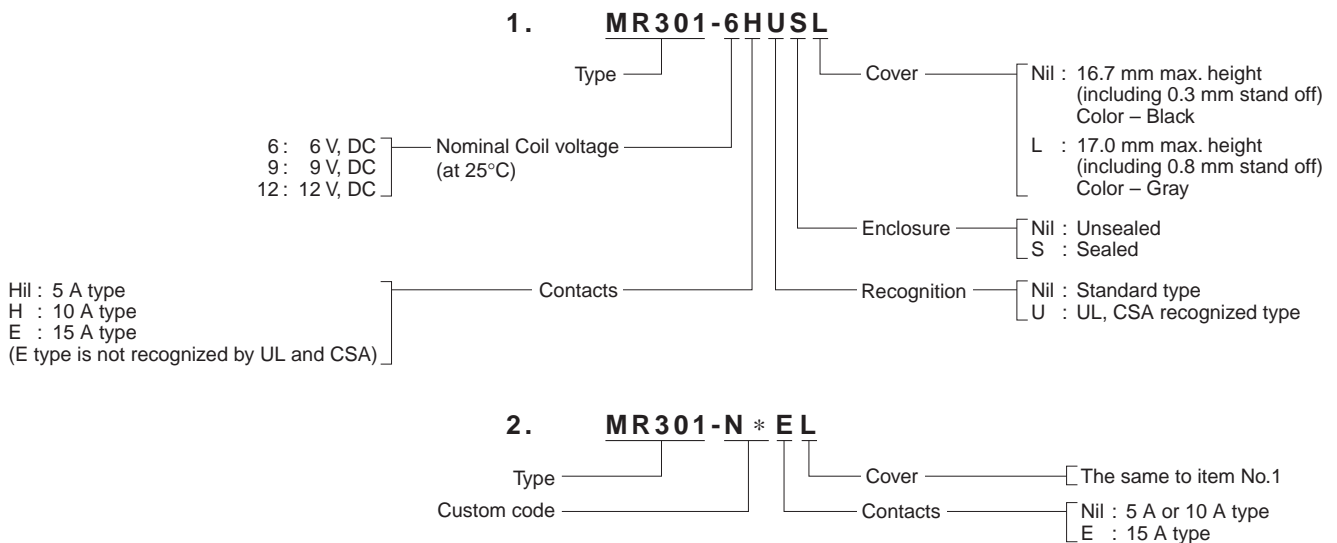 1. MR301-6HUSL
Type
Cover
Nil : 16.7 mm max. height
(including 0.3 mm stand off)
Color – Black
L : 17.0 mm max. height
(including 0.8 mm stand off)
Color – Gray
6 : 6 V, DC
9 : 9 V, DC
12 : 12 V, DC
Nominal Coil voltage
(at 25°C)
Enclosure
Nil : Unsealed
S : Sealed
Hil : 5 A type
H : 10 A type
E : 15 A type
(E type is not recognized by UL and CSA)
Contacts
Recognition
Nil : Standard type
U : UL, CSA recognized type
2. MR301-N * EL
Type
Cover
The same to item No.1
Custom code
Contacts
Nil : 5 A or 10 A type
E : 15 A type